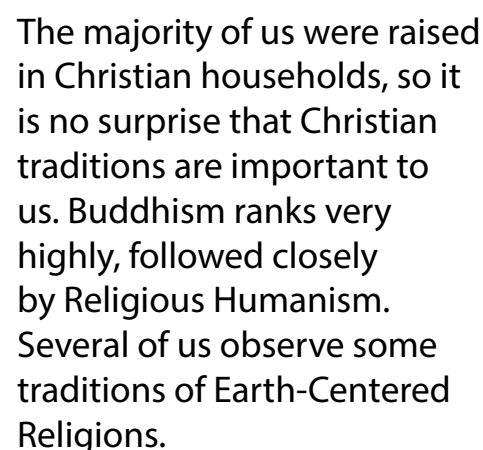 The majority of us were raised
in Christian households, so it
is no surprise that Christian
traditions are important to
us. Buddhism ranks very
highly, followed closely
by Religious Humanism.
Several of us observe some
traditions of Earth-Centered
Religions.